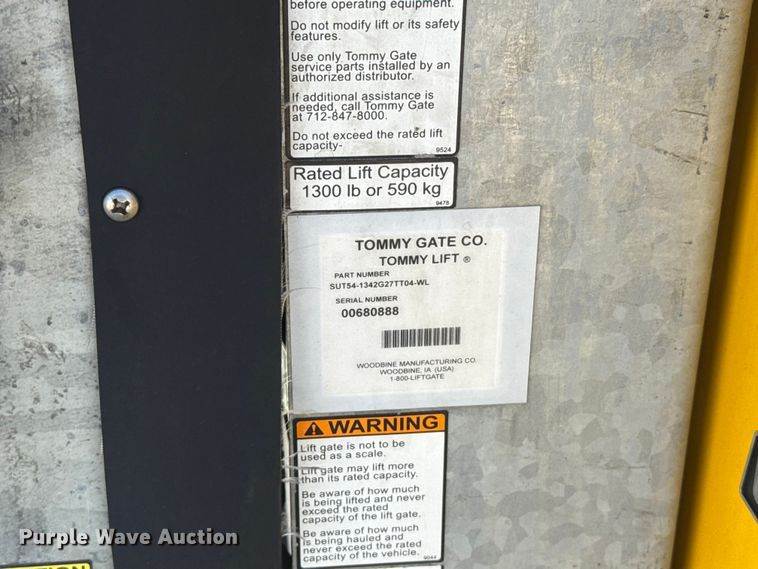 before operating equipment.
Do not modify lift or its safety
features.
Use only Tommy Gate
service parts installed by an
authorized distributor.
If additional assistance is
needed, call Tommy Gate
at 712-847-8000.
Do not exceed the rated lift
capacity-
9524
Rated Lift Capacity
1300 lb or 590 kg
9478
TOMMY GATE CO.
TOMMY LIFT ®
PART NUMBER
SUT54-1342G27TT04-WL
SERIAL NUMBER
00680888
WOODBINE MANUFACTURING CO.
WOODBINE, IA (USA)
1-800-LIFTGATE
WARNING
Lift gate is not to be
used as a scale.
Lift gate may lift more
than its rated capacity.
Be aware of how much
is being lifted and never
exceed the rated
capacity of the lift gate.
Be aware of how much
is being hauled and
never exceed the rated
capacity of the vehicle.
9044
Purple Wave Auction